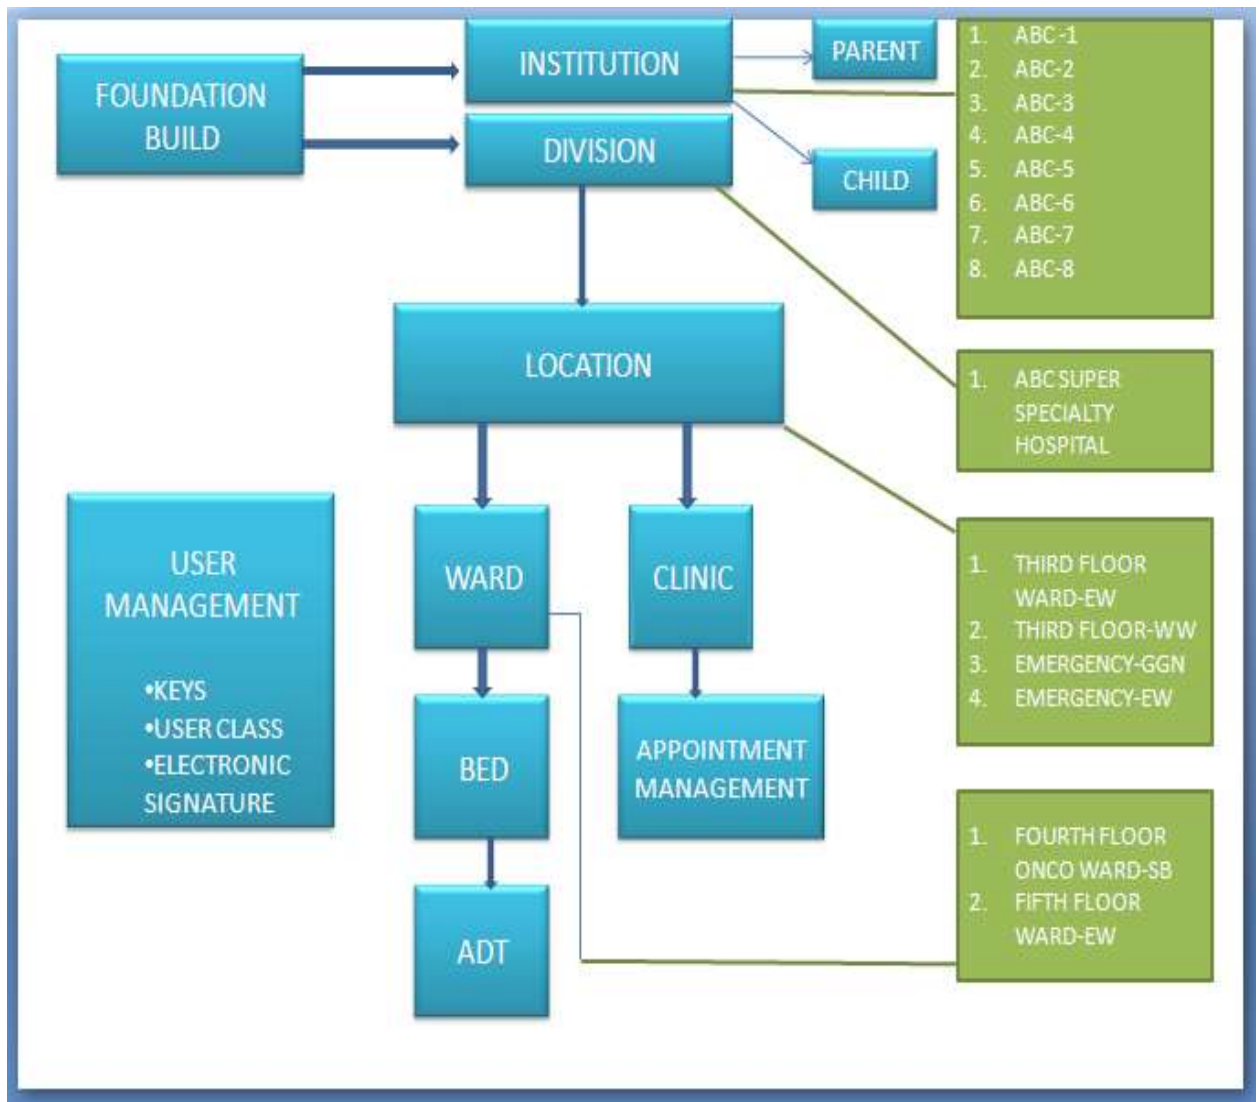 FOUNDATION
BUILD
INSTITUTION
DIVISION
PARENT
CHILD
1. ABC -1
2. ABC-2
3. ABC-3
4. ABC-4
5. ABC-5
6. ABC-6
7. ABC-7
8. ABC-8
LOCATION
1. ABC SUPER
SPECIALTY
HOSPITAL
USER
MANAGEMENT
•KEYS
•USER CLASS
•ELECTRONIC
SIGNATURE
WARD
CLINIC
1. THIRD FLOOR
WARD-EW
2. THIRD FLOOR-WW
3. EMERGENCY-GGN
4. EMERGENCY-EW
BED
APPOINTMENT
MANAGEMENT
ADT
1. FOURTH FLOOR
ONCO WARD-SB
2. FIFTH FLOOR
WARD-EW